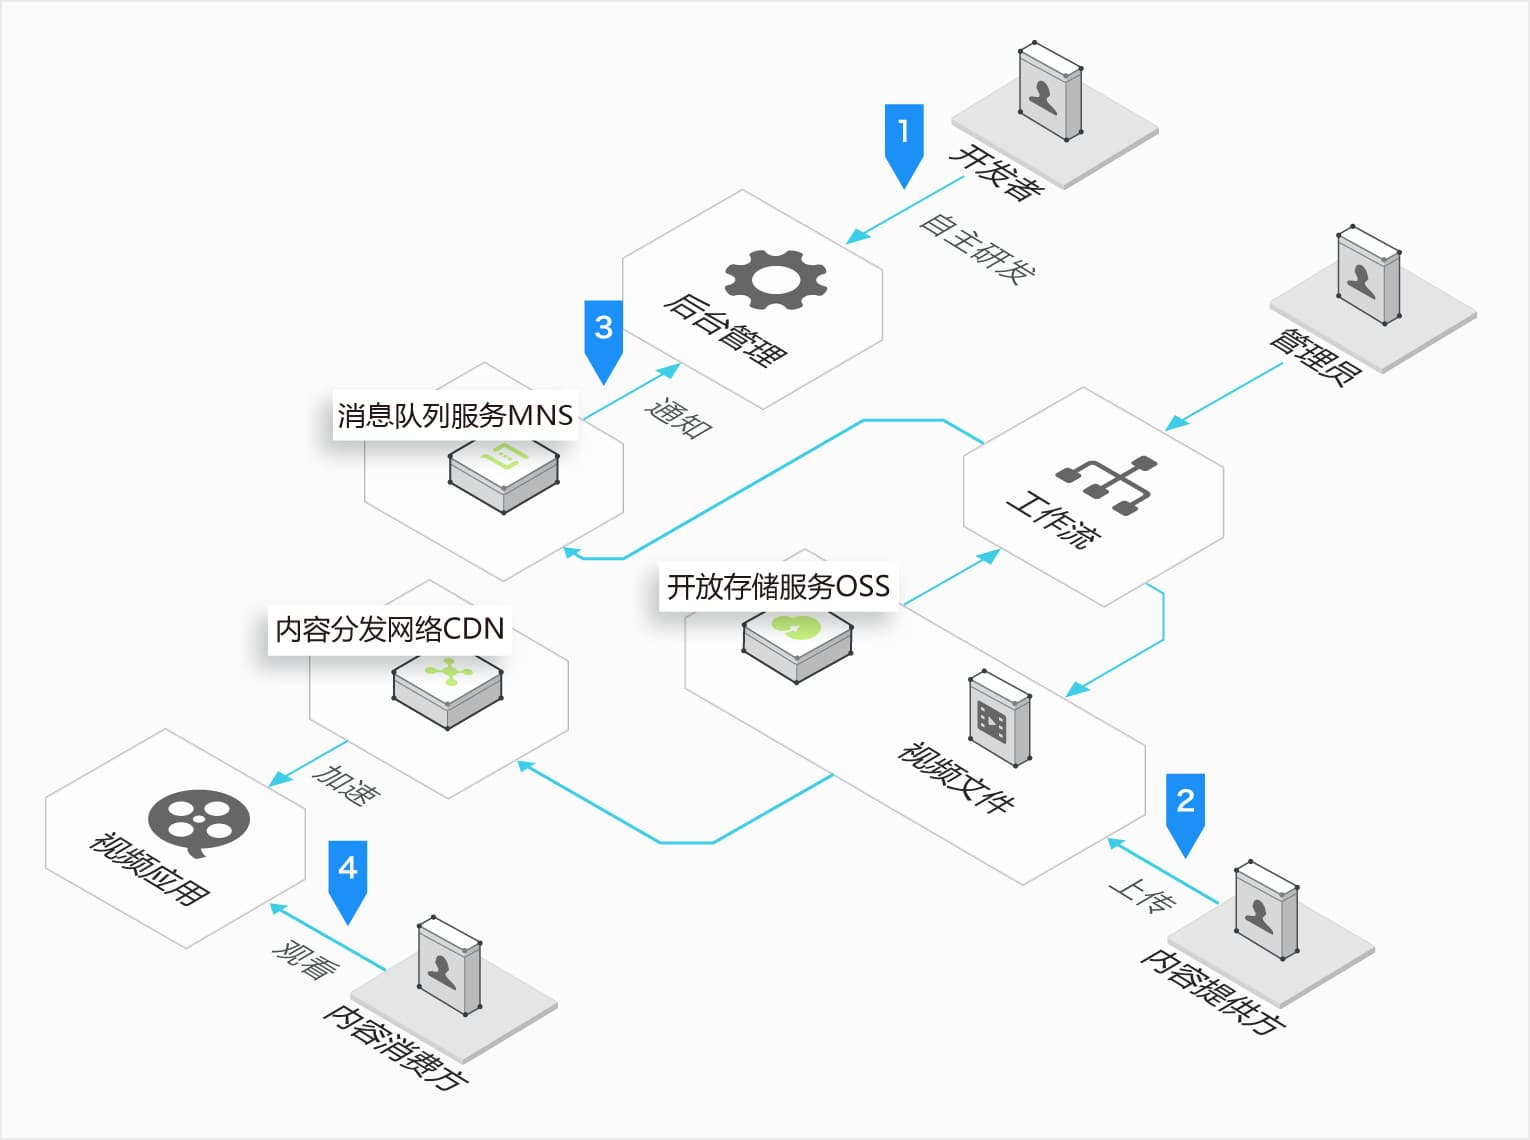 1
开发者
自主研发
管理员
后台管理
3
通知
消息队列服务MNS
工作流
开放存储服务OSS
内容分发网络CDN
视频文件
加速
2
上传
视频应用
4
观看
内容提供方
内容消费方